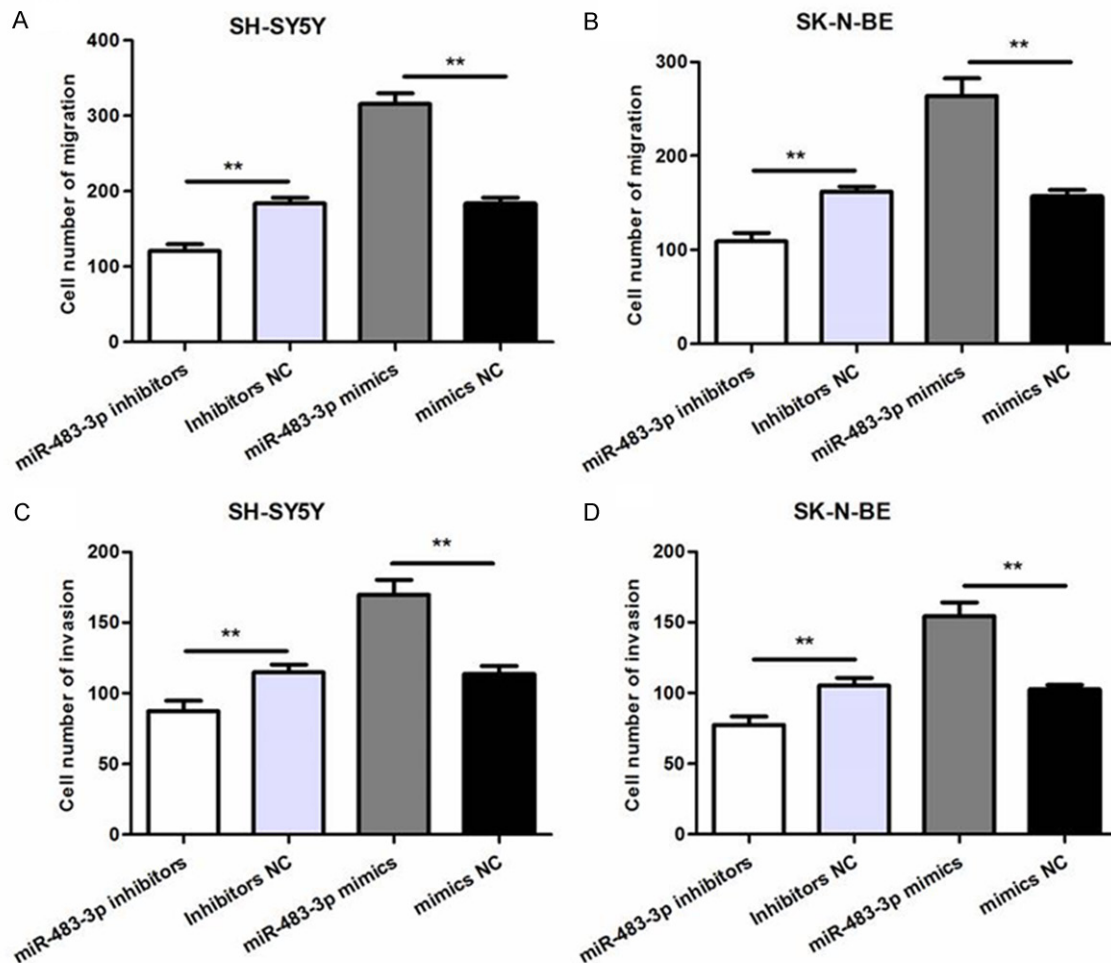 A
SH-SY5Y
Cell number of migration
400
300
200
100
0
**
**
miR-483-3p inhibitors
Inhibitors NC
miR-483-3p mimics
mimics NC
B
SK-N-BE
Cell number of migration
300
200
100
0
**
**
miR-483-3p inhibitors
Inhibitors NC
miR-483-3p mimics
mimics NC
C
SH-SY5Y
Cell number of invasion
200
150
100
50
0
**
**
miR-483-3p inhibitors
Inhibitors NC
miR-483-3p mimics
mimics NC
D
SK-N-BE
Cell number of invasion
200
150
100
50
0
**
**
miR-483-3p inhibitors
Inhibitors NC
miR-483-3p mimics
mimics NC